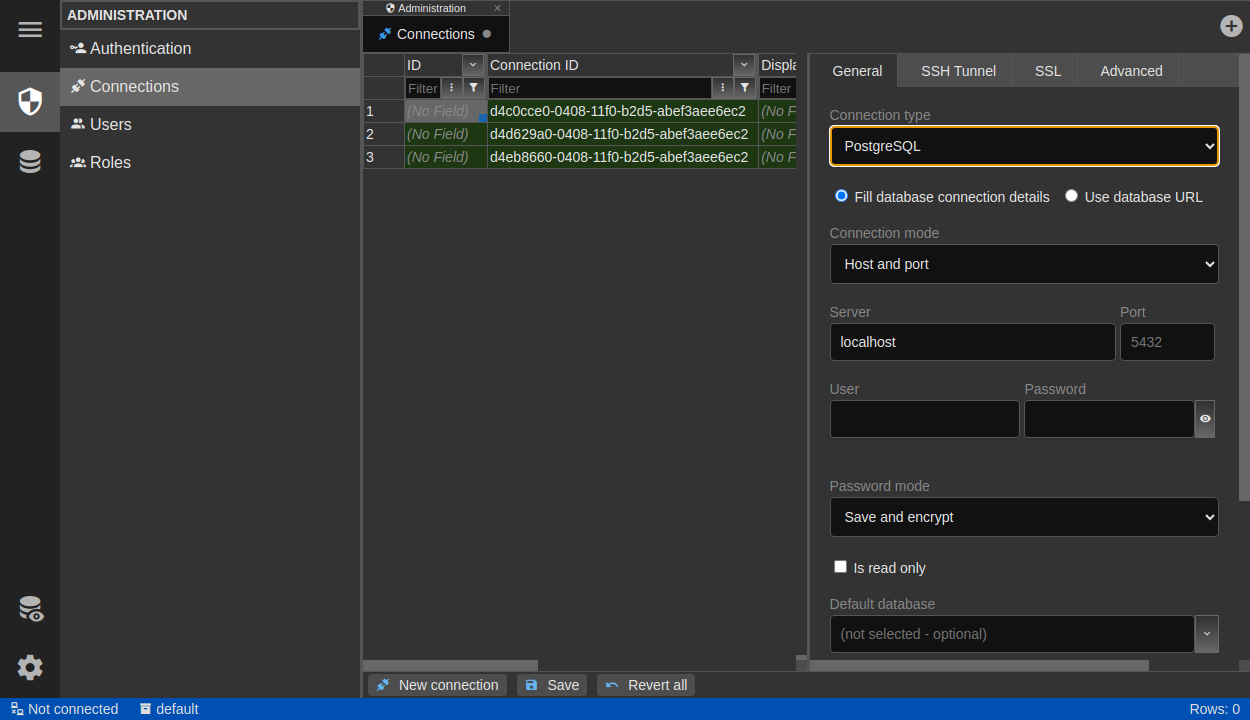 ADMINISTRATION
Authentication
Connections
Users
Roles
Administration
Connections
ID
Connection ID
Displa
Filter
Filter
Filter
1
(No Field)
d4c0cce0-0408-11f0-b2d5-abef3aee6ec2
(No F
2
(No Field)
d4d629a0-0408-11f0-b2d5-abef3aee6ec2
(No F
3
(No Field)
d4eb8660-0408-11f0-b2d5-abef3aee6ec2
(No F
General
SSH Tunnel
SSL
Advanced
Connection type
PostgreSQL
Fill database connection details
Use database URL
Connection mode
Host and port
Server
Port
localhost
5432
User
Password
Password mode
Save and encrypt
Is read only
Default database
(not selected - optional)
New connection
Save
Revert all
Not connected
default
Rows: 0